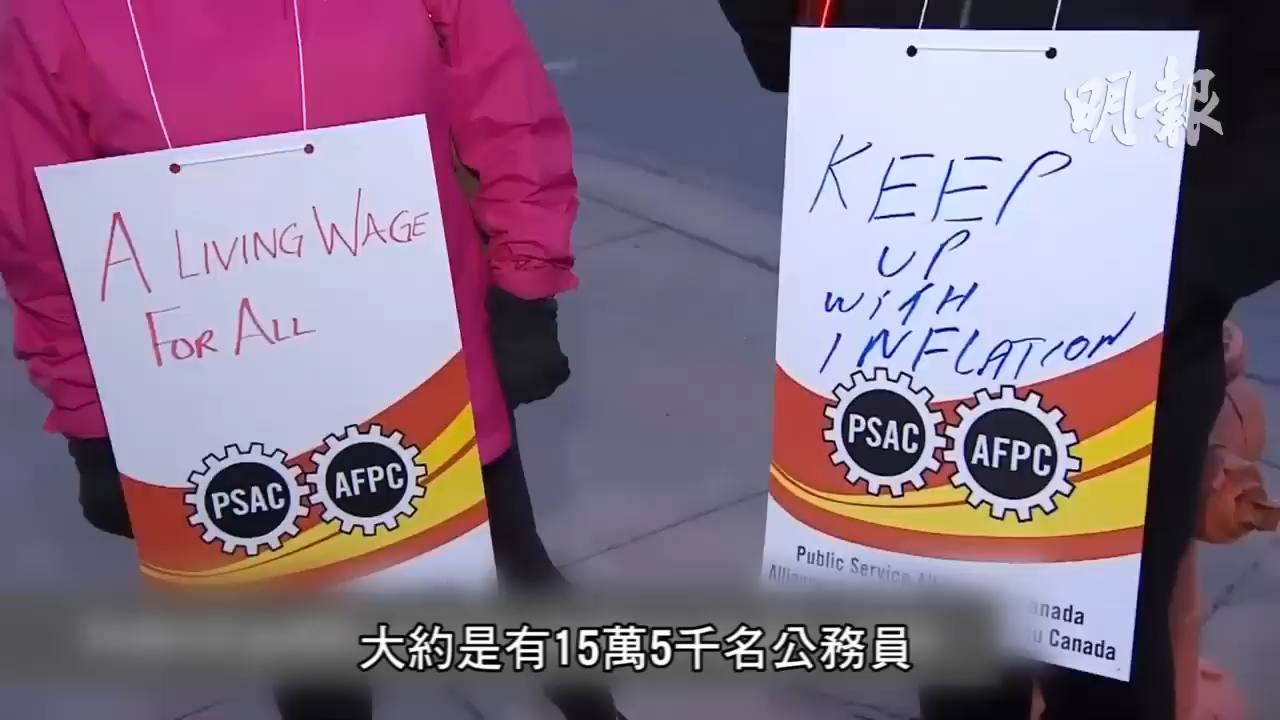 明報
A LIVING WAGE
FOR ALL
PSAC AFPC
KEEP
UP
WITH
INFLATION
PSAC AFPC
Public Service
Canada
Canada
大約是有15萬5千名公務員